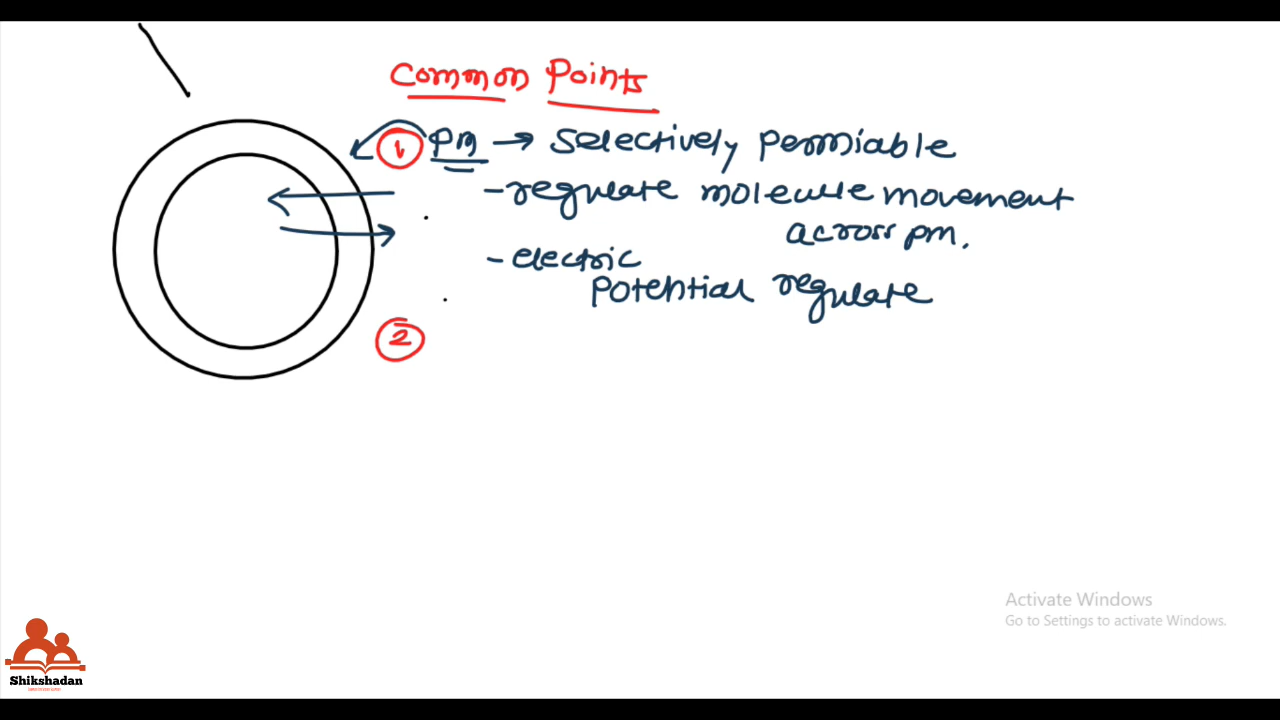 Common Points
1 PM → Selectively Permiable
- regulate molecule movement
across pm.
- electric
Potential regulate
2
Activate Windows
Go to Settings to activate Windows.
Shikshadan